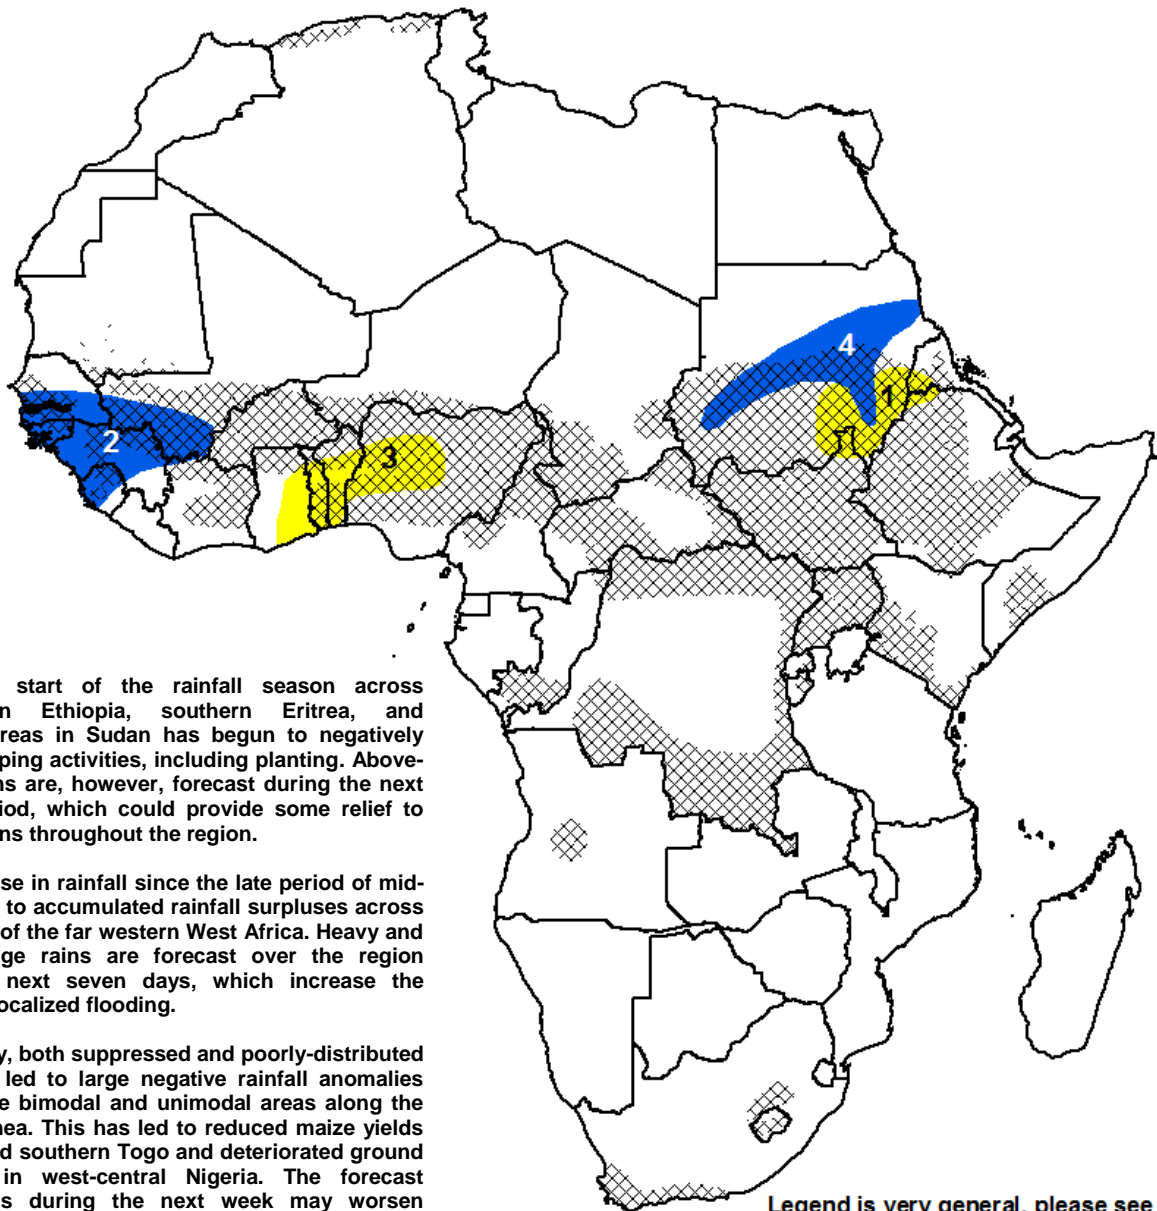 start of the rainfall season across
n Ethiopia, southern Eritrea, and
reas in Sudan has begun to negatively
ping activities, including planting. Above-
ns are, however, forecast during the next
iod, which could provide some relief to
ns throughout the region.
se in rainfall since the late period of mid-
to accumulated rainfall surpluses across
of the far western West Africa. Heavy and
ge rains are forecast over the region
next seven days, which increase the
ocalized flooding.
y, both suppressed and poorly-distributed
led to large negative rainfall anomalies
e bimodal and unimodal areas along the
nea. This has led to reduced maize yields
d southern Togo and deteriorated ground
in west-central Nigeria. The forecast
s during the next week may worsen
4
1
2
3
Legend is very general, please see